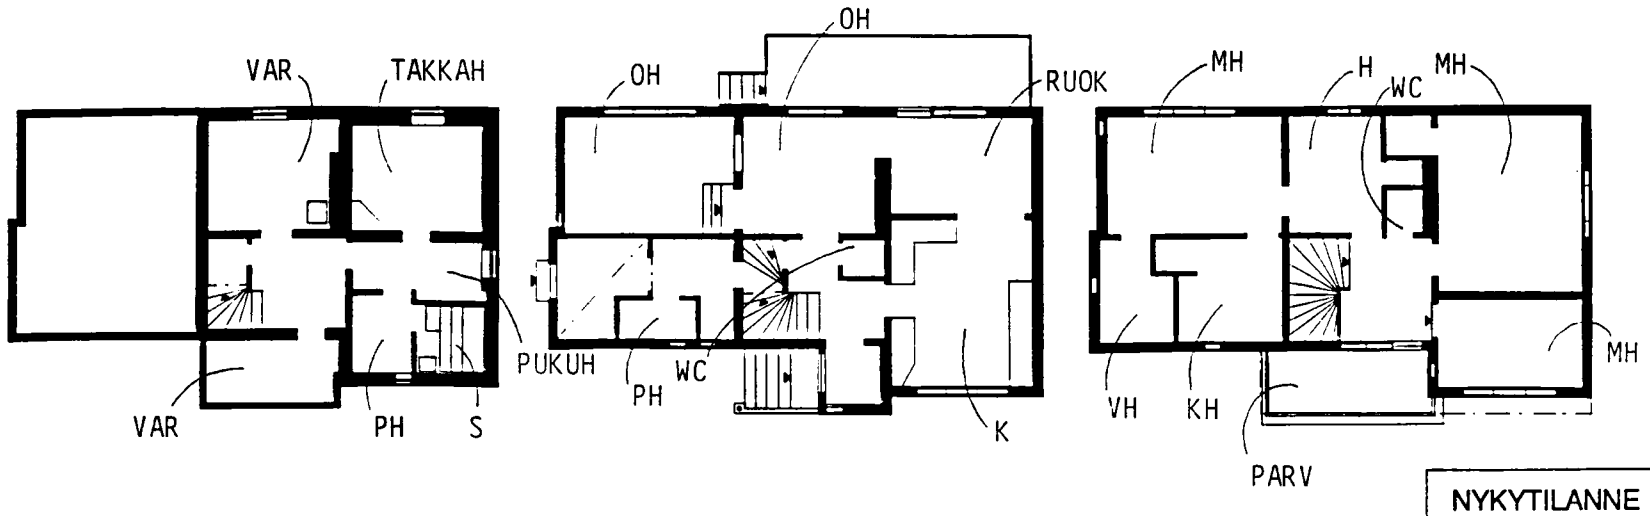 VAR
TAKKAH
VAR
PH
S
PUKUH
OH
OH
RUOK
PH
WC
K
MH
H
WC
MH
VH
KH
PARV
MH
NYKYTILANNE